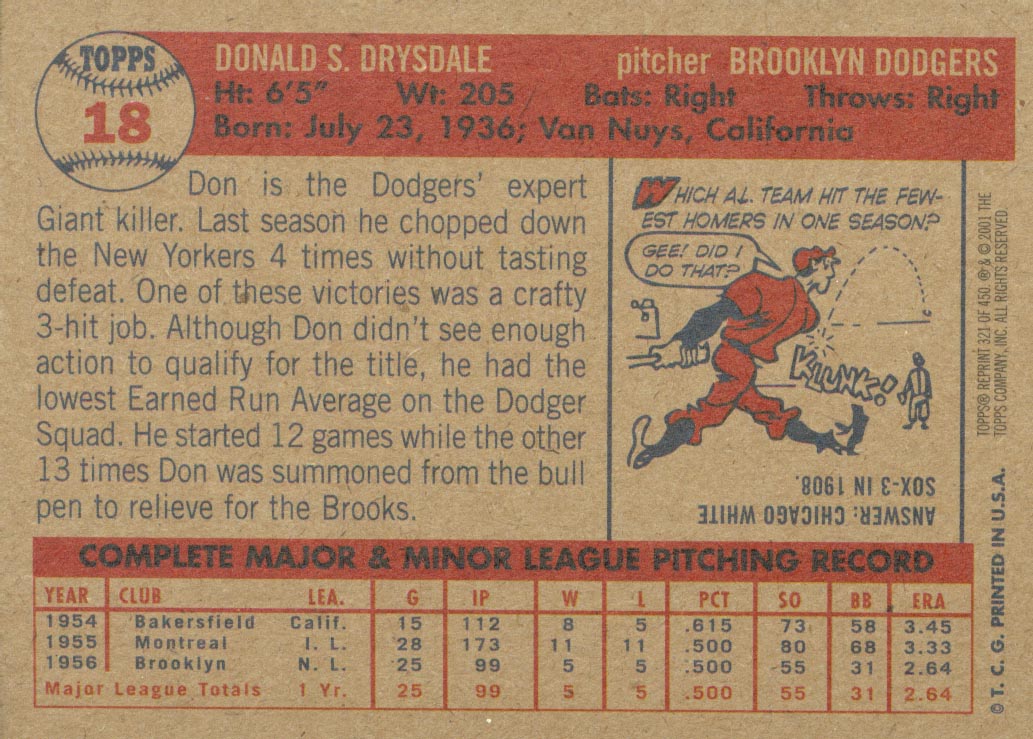 TOPPS
18
DONALD S. DRYSDALE pitcher BROOKLYN DODGERS
Ht: 6'5" Wt: 205 Bats: Right Throws: Right
Born: July 23, 1936; Van Nuys, California
Don is the Dodgers' expert
Giant killer. Last season he chopped down
the New Yorkers 4 times without tasting
defeat. One of these victories was a crafty
3-hit job. Although Don didn't see enough
action to qualify for the title, he had the
lowest Earned Run Average on the Dodger
Squad. He started 12 games while the other
13 times Don was summoned from the bull
pen to relieve for the Brooks.
WHICH A.L. TEAM HIT THE FEW-
EST HOMERS IN ONE SEASON?
GEE! DID I
DO THAT?
KLUNK!
ANSWER: CHICAGO WHITE
SOX-3 IN 1908.
TOPPS® REPRINT 321 OF 450. ® & © 2001 THE
TOPPS COMPANY, INC. ALL RIGHTS RESERVED
© T. C. G. PRINTED IN U.S.A.
COMPLETE MAJOR & MINOR LEAGUE PITCHING RECORD
YEAR CLUB LEA. G IP W L PCT SO BB ERA
1954 Bakersfield Calif. 15 112 8 5 .615 73 58 3.45
1955 Montreal I. L. 28 173 11 11 .500 80 68 3.33
1956 Brooklyn N. L. 25 99 5 5 .500 55 31 2.64
Major League Totals 1 Yr. 25 99 5 5 .500 55 31 2.64